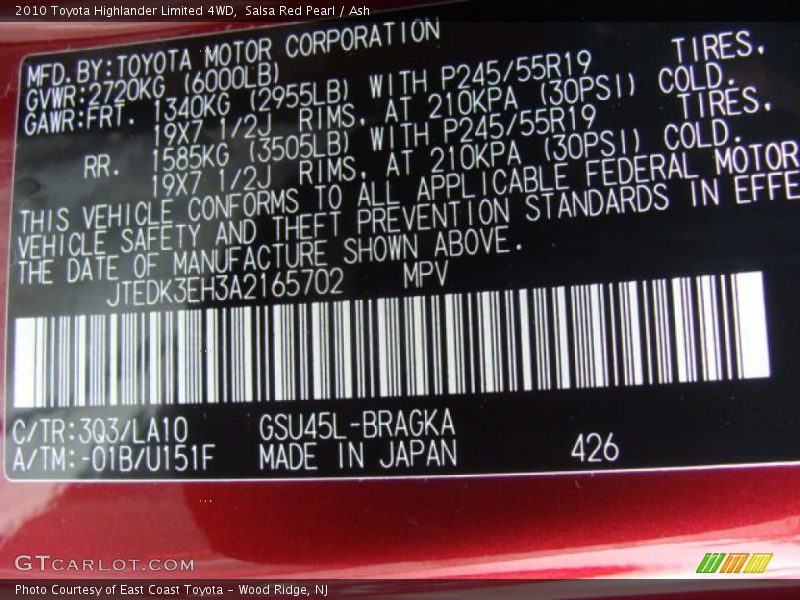 2010 Toyota Highlander Limited 4WD, Salsa Red Pearl / Ash
MFD. BY:TOYOTA MOTOR CORPORATION
GVWR:2720KG (6000LB)
GAWR:FRT. 1340KG (2955LB) WITH P245/55R19 TIRES.
19X7 1/2J RIMS, AT 210KPA (30PSI) COLD.
RR. 1585KG (3505LB) WITH P245/55R19 TIRES,
19X7 1/2J RIMS, AT 210KPA (30PSI) COLD.
THIS VEHICLE CONFORMS TO ALL APPLICABLE FEDERAL MOTOR
VEHICLE SAFETY AND THEFT PREVENTION STANDARDS IN EFFE
THE DATE OF MANUFACTURE SHOWN ABOVE.
JTEDK3EH3A2165702 MPV
C/TR:3Q3/LA10 GSU45L-BRAGKA
A/TM:-01B/U151F MADE IN JAPAN 426
GTCARLOT.COM
Photo Courtesy of East Coast Toyota - Wood Ridge, NJ